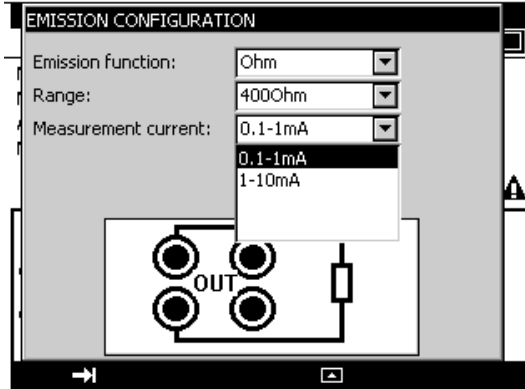 EMISSION CONFIGURATION
Emission function: Ohm
Range: 400Ohm
Measurement current: 0.1-1mA
0.1-1mA
1-10mA
OUT